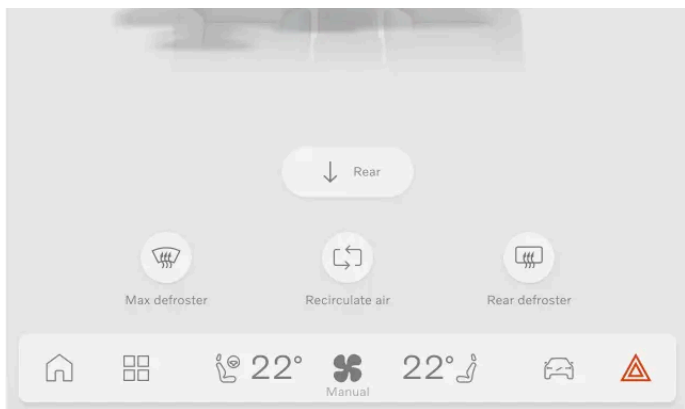 Rear
Max defroster
Recirculate air
Rear defroster
22° 22°
Manual